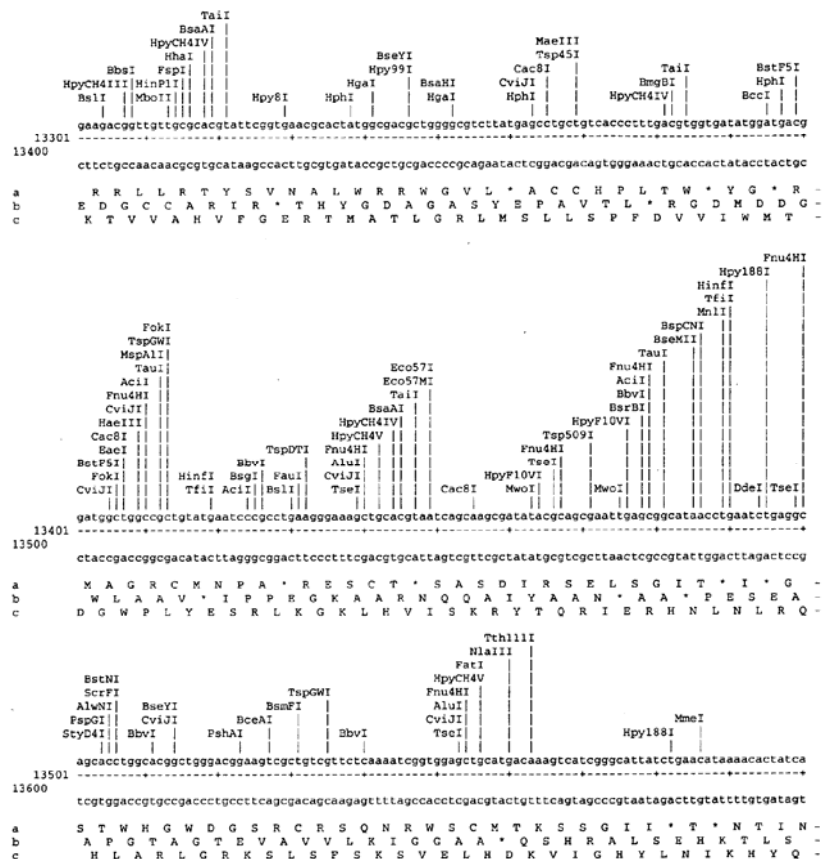 TaiI
BsaAI
HpyCH4IV MaeIII
HhaI BseYI Tsp45I
BbsI FspI Hpy99I Cac8I TaiI
HpyCH4III HinP1I HgaI BsaHI CviJI BmgBI BstF5I
BslI MboII Hpy8I HphI HgaI HphI HpyCH4IV HphI BccI
gaagacggttgttgcgcacgtattcggtgaacgcactatggcgacgctggggcgtcttatgagcctgctgtcaccctttgacgtggtgatatggatgacg
13301
13400
cttctgccaacaacgcgtgcataagccacttgcgtgataccgctgcgaccccgcagaatactcggacgacagtgggaaactgcaccactatacctactgc
a R R L L R T Y S V N A L W R R W G V L * A C C H P L T W * Y G * R -
b E D G C C A R I R * T H Y G D A G A S Y E P A V T L * R G D M D D G
c K T V V A H V F G E R T M A T L G R L M S L L S P F D V V I W M T -
Fnu4HI
Hpy188I
HinfI
TfiI
MnlI
FokI BspCNI
TspGWI BseMII
MspA1I TauI
TauI Eco57I Fnu4HI
AciI Eco57MI AciI
Fnu4HI TaiI BbvI
CviJI BsaAI BsrBI
HaeIII HpyCH4IV HpyF10VI
Cac8I HpyCH4V Tsp509I
EaeI TspDTI Fnu4HI Fnu4HI
BstF5I BbvI AluI TseI
FokI HinfI BsgI FauI CviJI HpyF10VI
CviJI TfiI AciI BslI TseI Cac8I MwoI MwoI DdeI TseI
gatggctggccgctgtatgaatcccgcctgaagggaaagctgcacgtaatcagcaagcgatatacgcagcgaattgagcggcataacctgaatctgaggc
13401
13500
ctaccgaccggcgacatacttagggcggacttccctttcgacgtgcattagtcgttcgctatatgcgtcgcttaactcgccgtattggacttagactccg
a M A G R C M N P A * R E S C T * S A S D I R S E L S G I T * I * G -
b W L A A V * I P P E G K A A R N Q Q A I Y A A N * A A * P E S E A -
c D G W P L Y E S R L K G K L H V I S K R Y T Q R I E R H N L N L R Q -
Tth111I
NlaIII
BstNI FatI
ScrFI TspGWI HpyCH4V
AlwNI BseYI BsmFI Fnu4HI
PspGI CviJI BceAI AluI
StyD4I BbvI PshAI BbvI CviJI MmeI
TseI Hpy188I
agcacctggcacggctgggacggaagtcgctgtcgttctcaaaatcggtggagctgcatgacaaagtcatcgggcattatctgaacataaaacactatca
13501
13600
tcgtggaccgtgccgaccctgccttcagcgacagcaagagttttagccacctcgacgtactgtttcagtagcccgtaatagacttgtattttgtgatagt
a S T W H G W D G S R C R S Q N R W S C M T K S S G I I * T * N T I N -
b A P G T A G T E V A V V L K I G G A A * Q S H R A L S E H K T L S -
c H L A R L G R K S L S F S K S V E L H D K V I G H Y L N I K H Y Q -